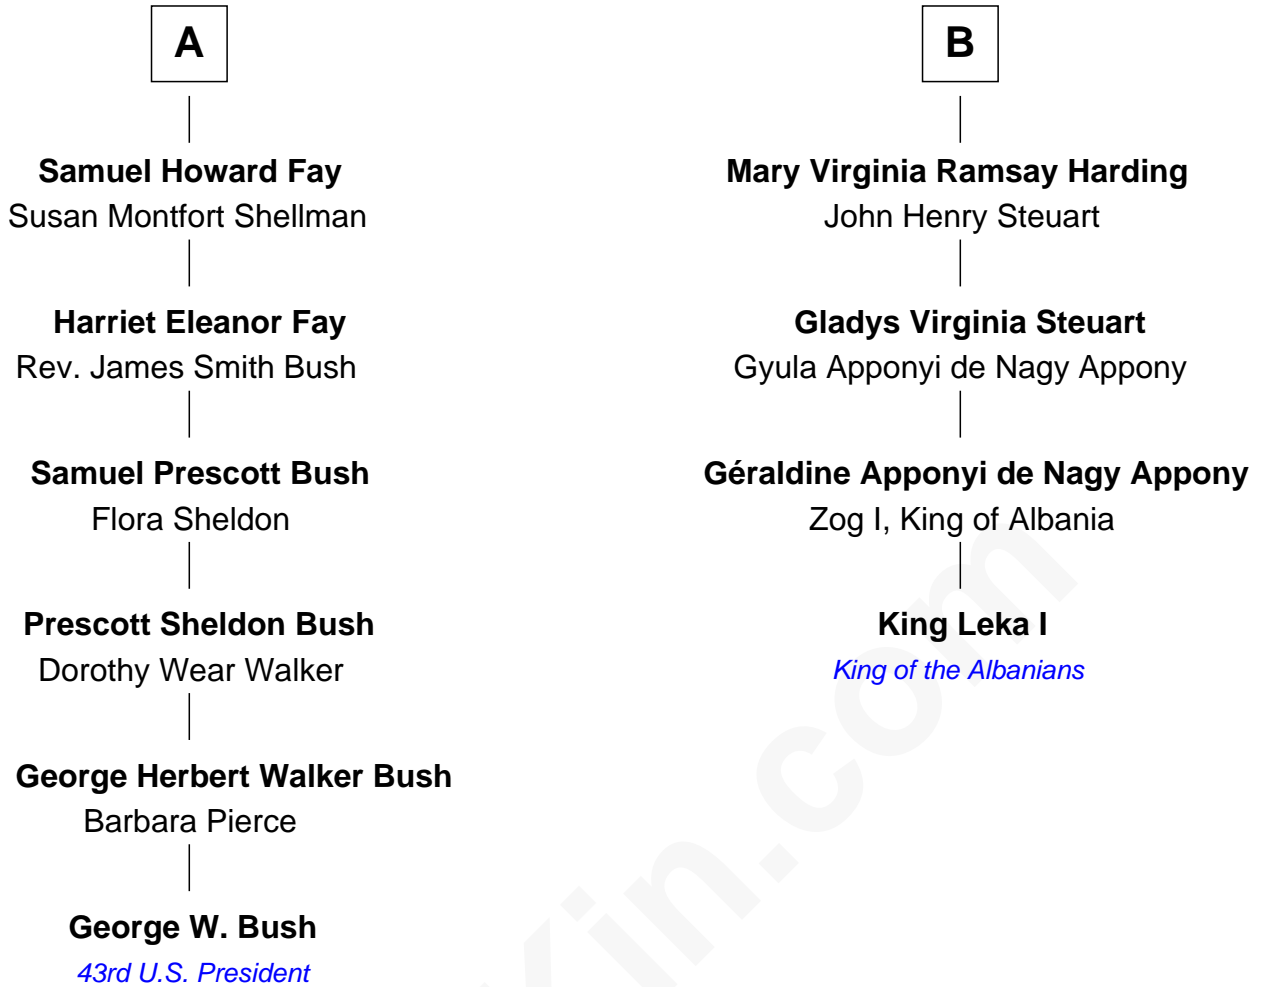 A
Samuel Howard Fay
Susan Montfort Shellman
Harriet Eleanor Fay
Rev. James Smith Bush
Samuel Prescott Bush
Flora Sheldon
Prescott Sheldon Bush
Dorothy Wear Walker
George Herbert Walker Bush
Barbara Pierce
George W. Bush
43rd U.S. President
B
Mary Virginia Ramsay Harding
John Henry Steuart
Gladys Virginia Steuart
Gyula Apponyi de Nagy Appony
Géraldine Apponyi de Nagy Appony
Zog I, King of Albania
King Leka I
King of the Albanians
Kin.com